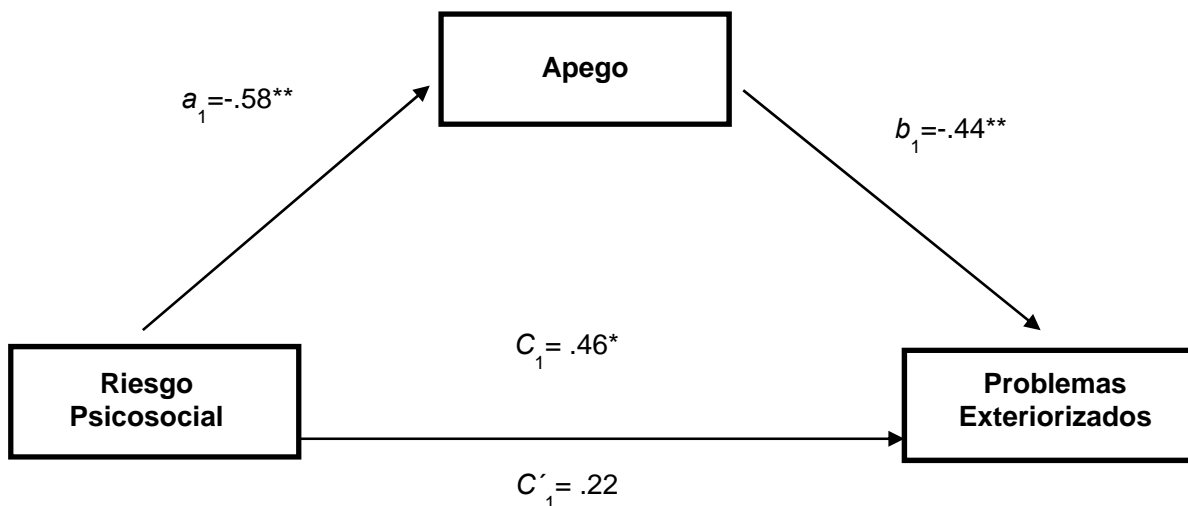 Apego
a1=-.58**
b1=-.44**
C1= .46*
Riesgo
Psicosocial
Problemas
Exteriorizados
C´1= .22